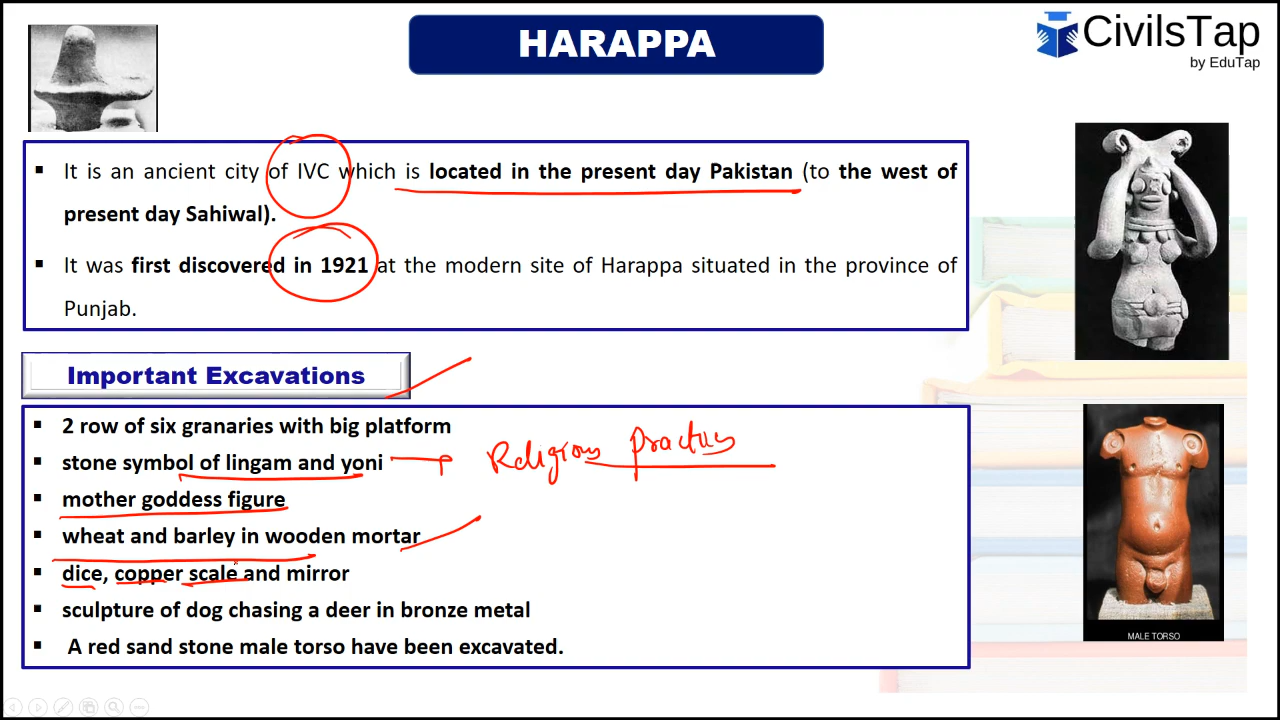 HARAPPA
CivilsTap
by EduTap
▪ It is an ancient city of IVC which is located in the present day Pakistan (to the west of
present day Sahiwal).
▪ It was first discovered in 1921 at the modern site of Harappa situated in the province of
Punjab.
Important Excavations
▪ 2 row of six granaries with big platform
▪ stone symbol of lingam and yoni
Religious practices
▪ mother goddess figure
▪ wheat and barley in wooden mortar
▪ dice, copper scale and mirror
▪ sculpture of dog chasing a deer in bronze metal
▪ A red sand stone male torso have been excavated.
MALE TORSO